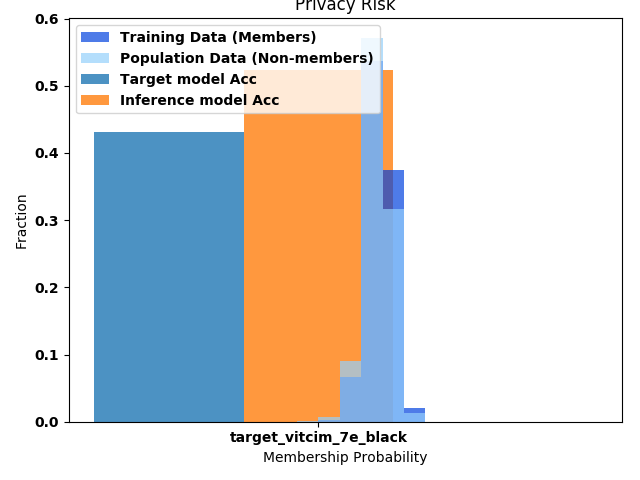 Privacy Risk
0.6
0.5
0.4
0.3
0.2
0.1
0.0
Fraction
Training Data (Members)
Population Data (Non-members)
Target model Acc
Inference model Acc
target_vitcim_7e_black
Membership Probability